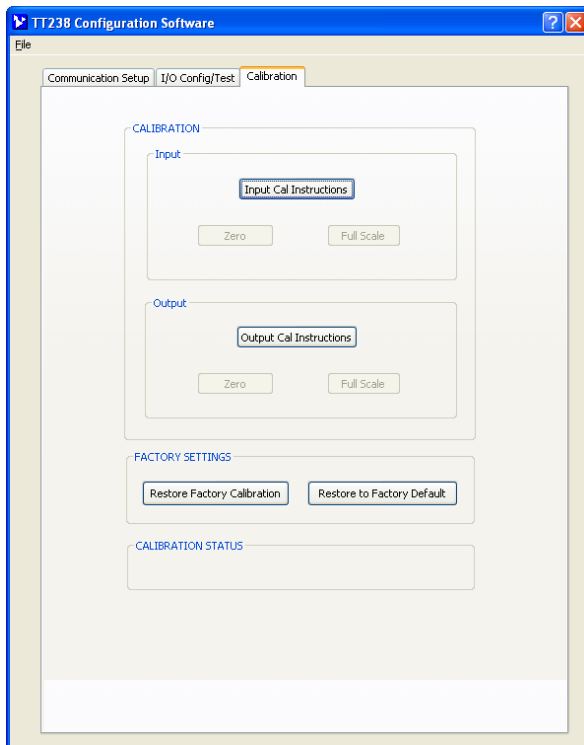 TT238 Configuration Software
File
Communication Setup I/O Config/Test Calibration
CALIBRATION
Input
Input Cal Instructions
Zero Full Scale
Output
Output Cal Instructions
Zero Full Scale
FACTORY SETTINGS
Restore Factory Calibration Restore to Factory Default
CALIBRATION STATUS